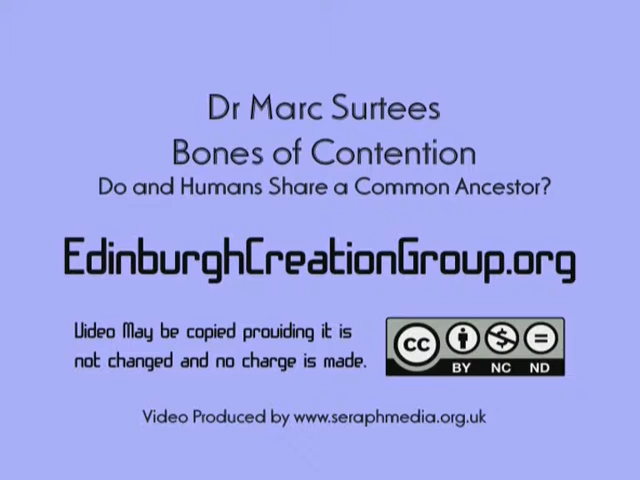 Dr Marc Surtees
Bones of Contention
Do and Humans Share a Common Ancestor?
EdinburghCreationGroup.org
Video May be copied providing it is
not changed and no charge is made.
cc
BY NC ND
Video Produced by www.seraphmedia.org.uk